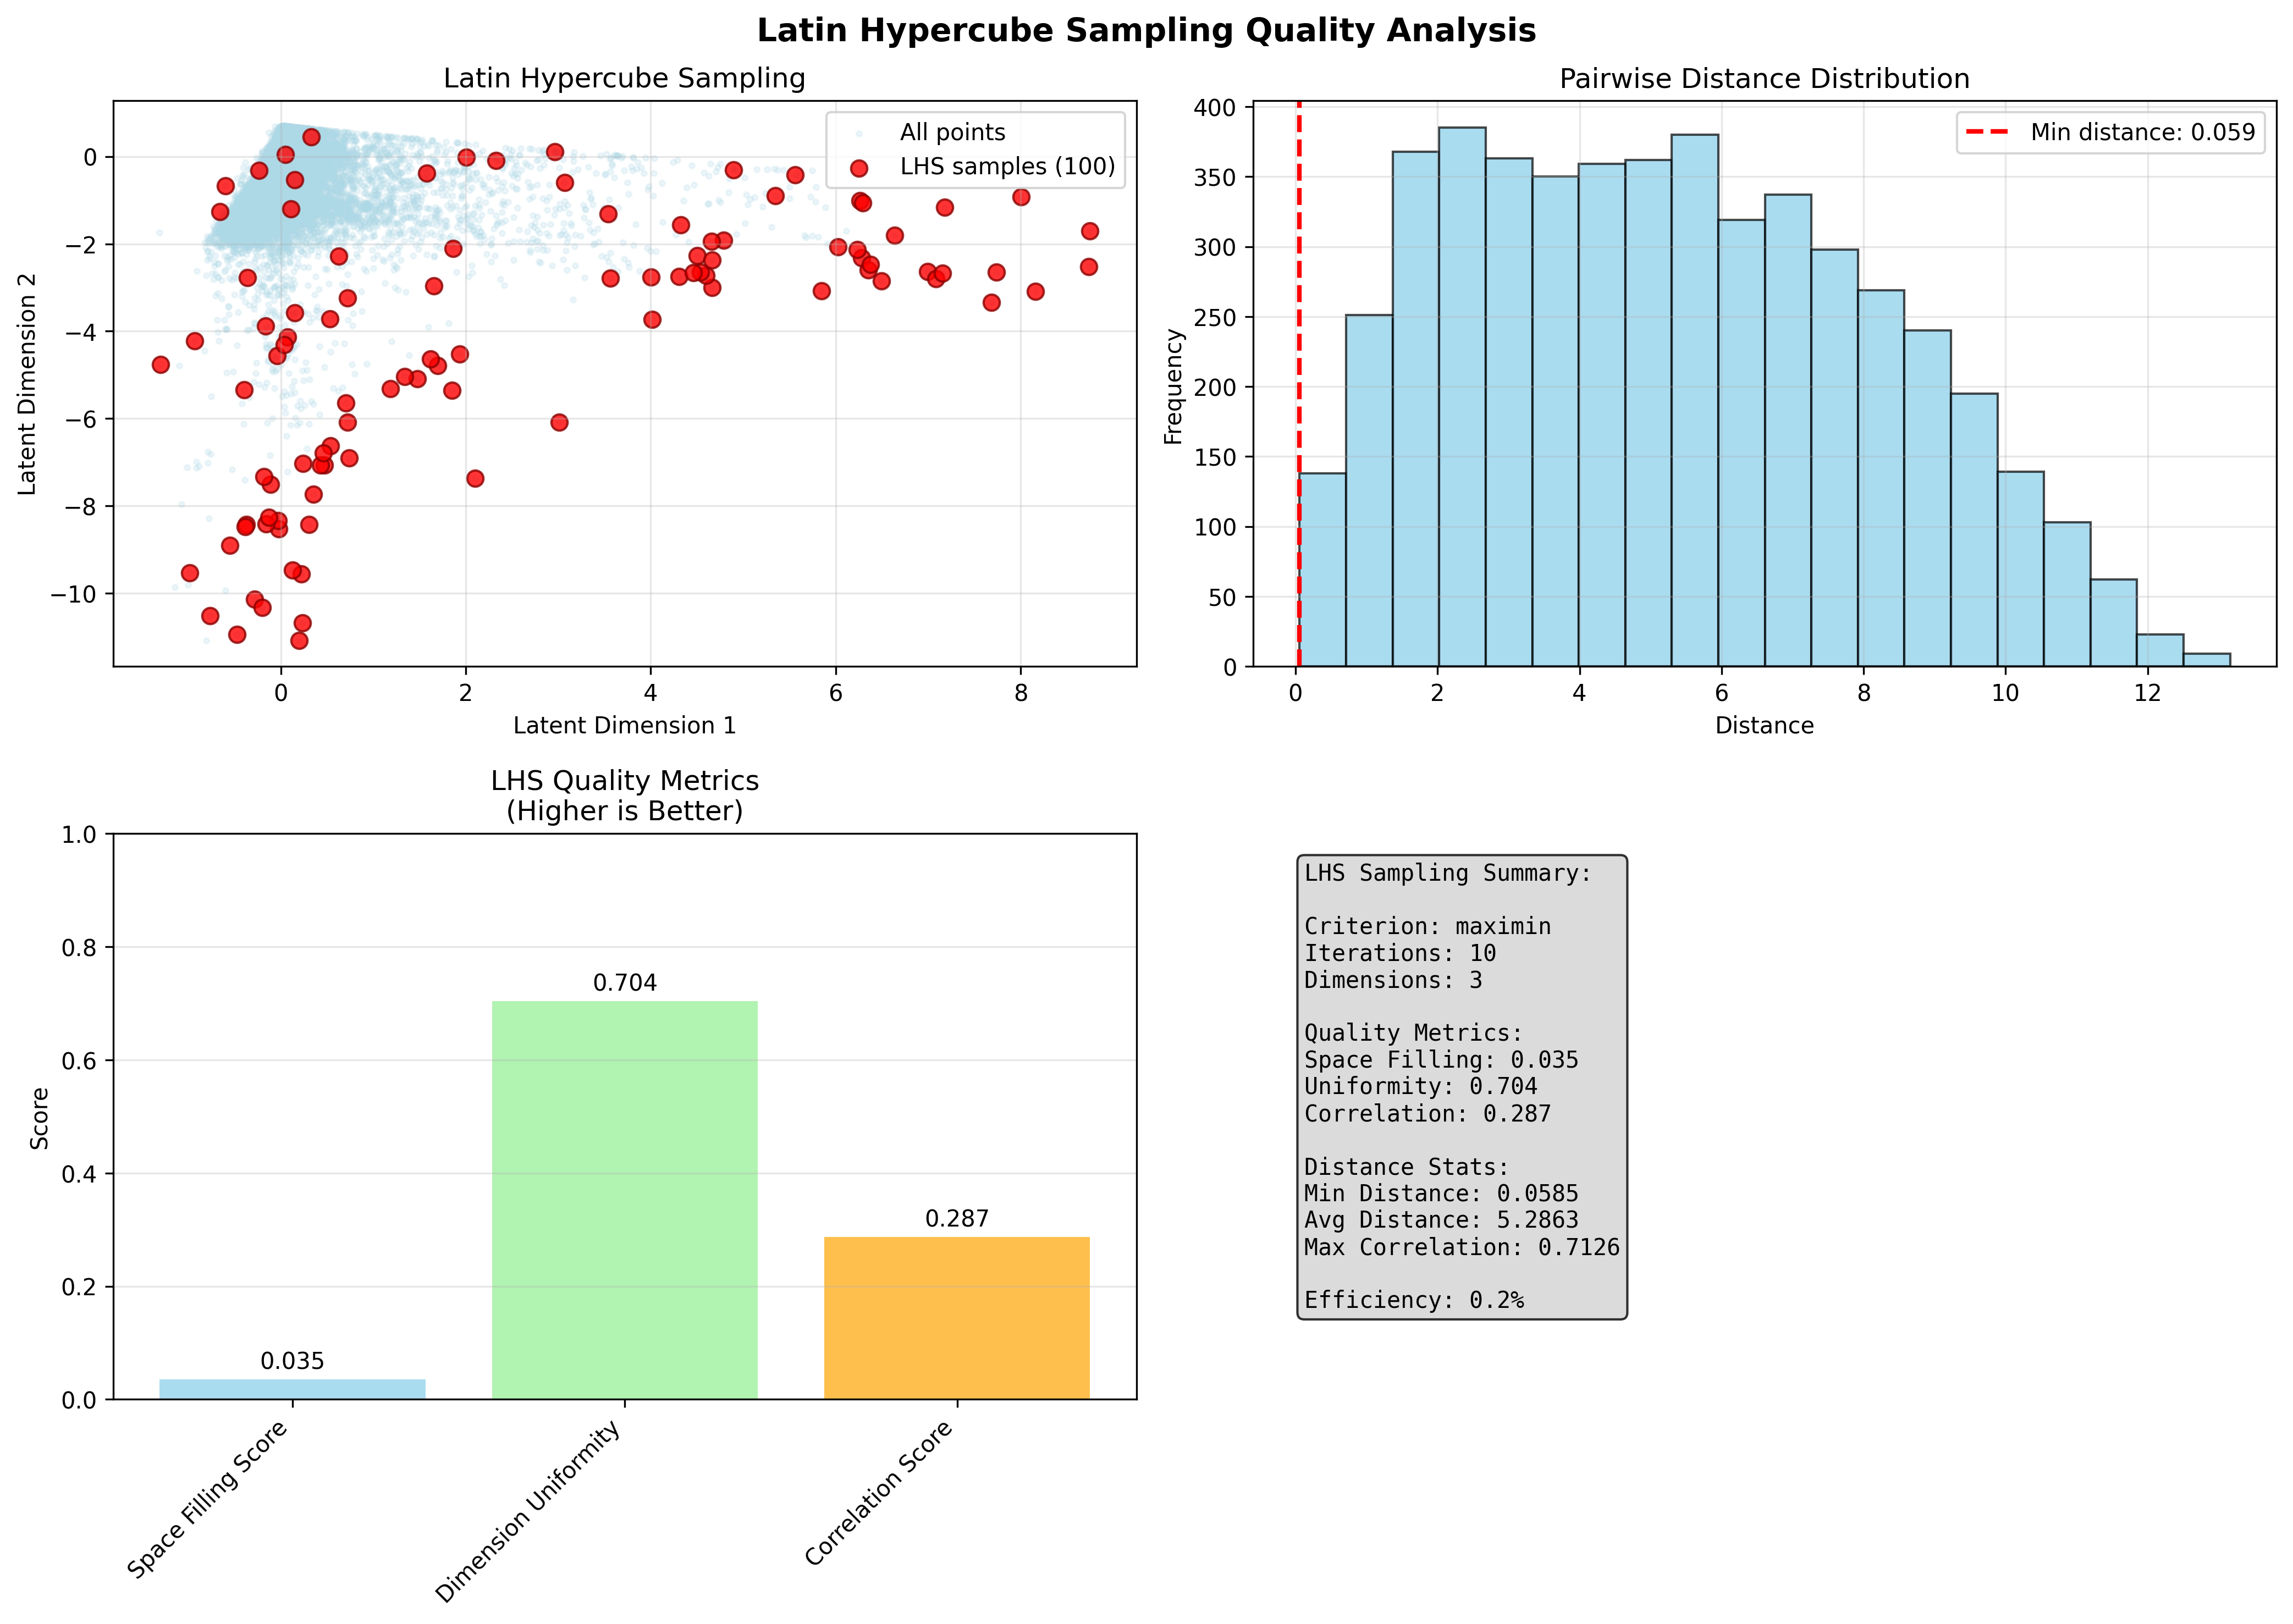 Latin Hypercube Sampling Quality Analysis
Latin Hypercube Sampling
All points
LHS samples (100)
0
−2
−4
−6
−8
−10
Latent Dimension 2
0 2 4 6 8
Latent Dimension 1
Pairwise Distance Distribution
Min distance: 0.059
400
350
300
250
200
150
100
50
0
Frequency
0 2 4 6 8 10 12
Distance
LHS Quality Metrics
(Higher is Better)
1.0
0.8
0.6
0.4
0.2
0.0
Score
0.035
0.704
0.287
Space Filling Score
Dimension Uniformity
Correlation Score
LHS Sampling Summary:
Criterion: maximin
Iterations: 10
Dimensions: 3
Quality Metrics:
Space Filling: 0.035
Uniformity: 0.704
Correlation: 0.287
Distance Stats:
Min Distance: 0.0585
Avg Distance: 5.2863
Max Correlation: 0.7126
Efficiency: 0.2%